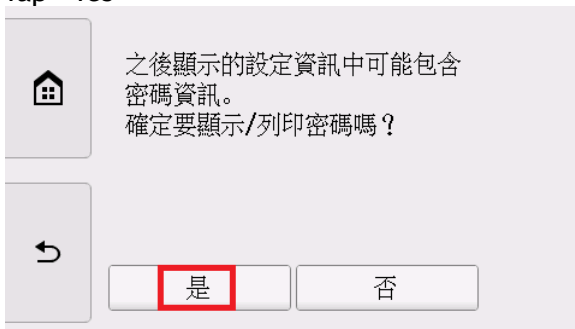 之後顯示的設定資訊中可能包含
密碼資訊。
確定要顯示/列印密碼嗎？
是
否